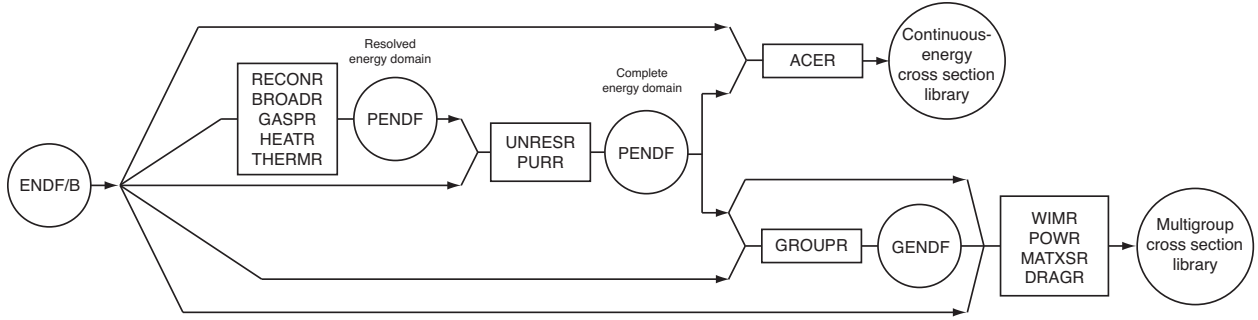 ENDF/B
RECONR
BROADR
GASPR
HEATR
THERMR
Resolved
energy domain
PENDF
UNRESR
PURR
Complete
energy domain
PENDF
ACER
Continuous-
energy
cross section
library
GROUPR
GENDF
WIMR
POWR
MATXSR
DRAGR
Multigroup
cross section
library